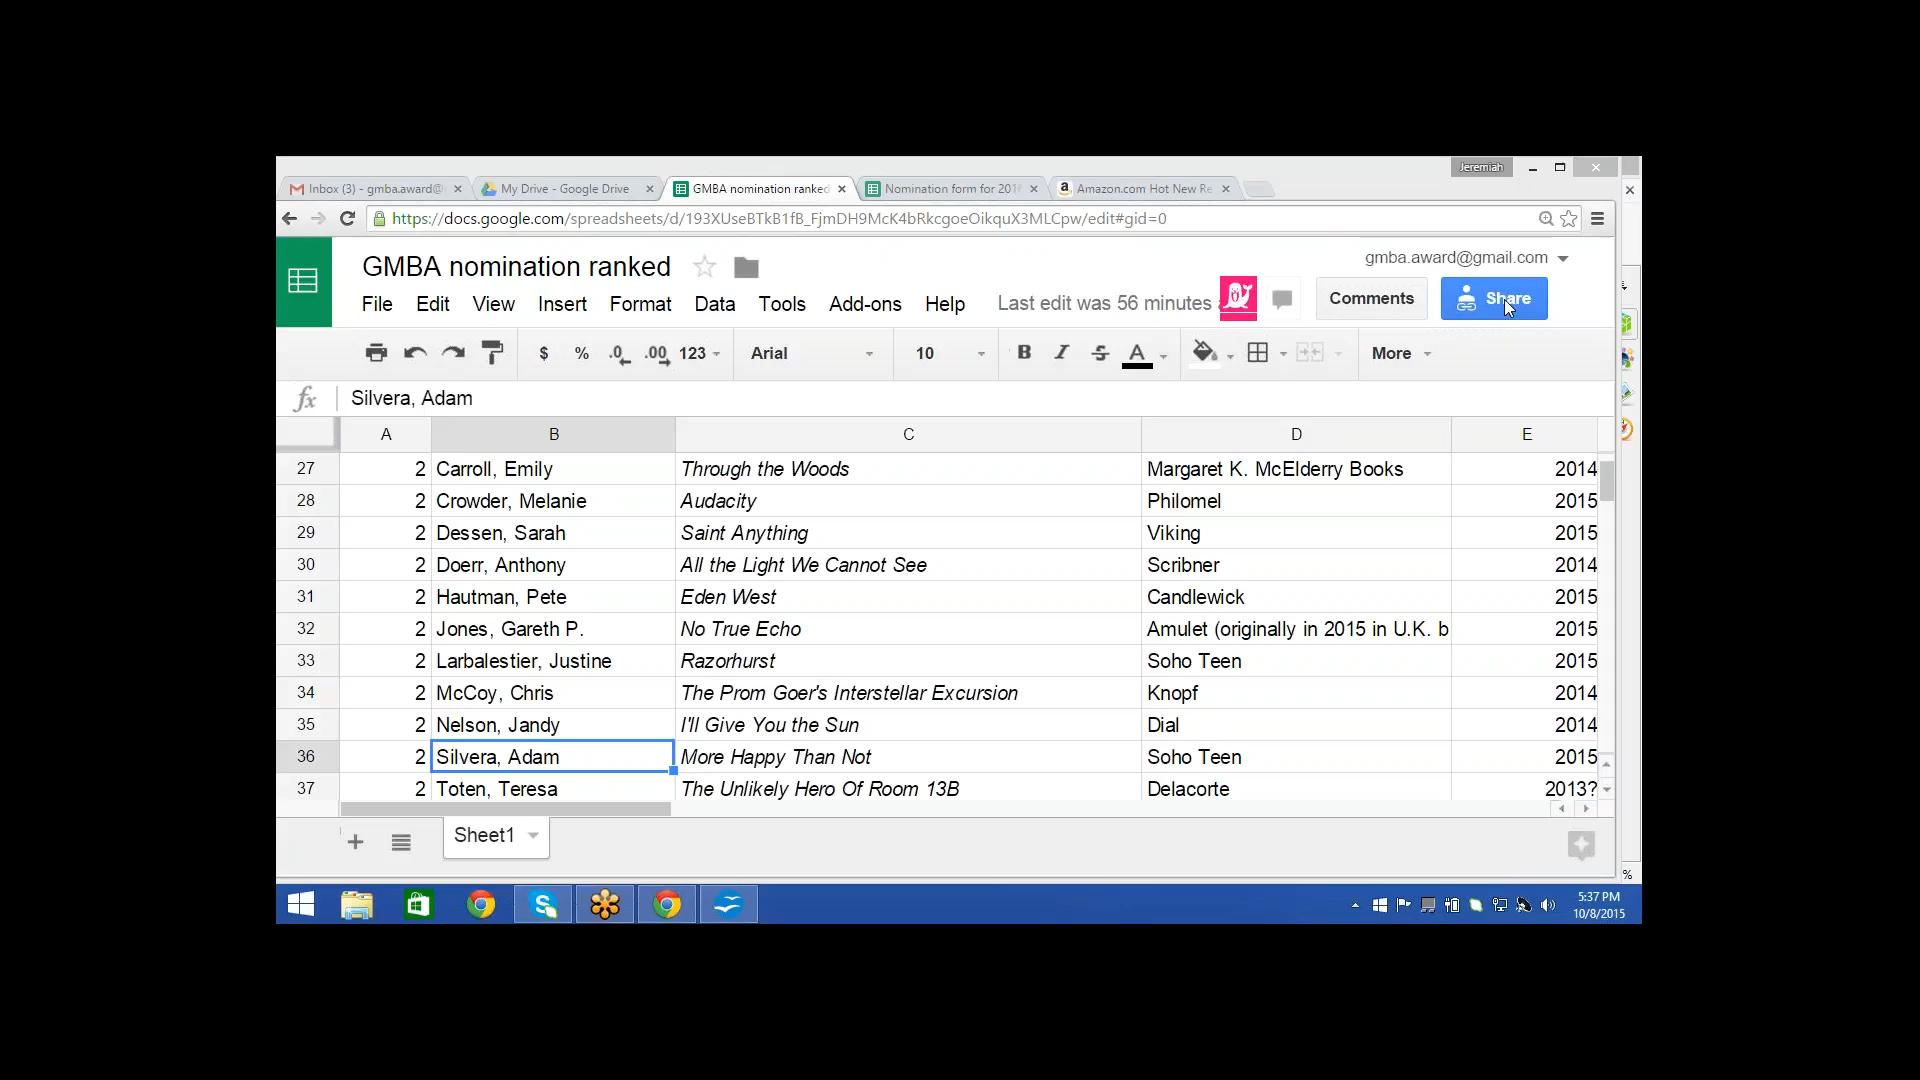 Jeremiah
Inbox (3) - gmba.award@
My Drive - Google Drive
GMBA nomination ranked
Nomination form for 201
Amazon.com Hot New Re
https://docs.google.com/spreadsheets/d/193XUseBTkB1fB_FjmDH9McK4bRkcgoeOikquX3MLCpw/edit#gid=0
GMBA nomination ranked
gmba.award@gmail.com
File Edit View Insert Format Data Tools Add-ons Help Last edit was 56 minutes
Comments
Share
$ % .0 .00 123 Arial 10 B I S A More
fx Silvera, Adam
A B C D E
27 2 Carroll, Emily Through the Woods Margaret K. McElderry Books 2014
28 2 Crowder, Melanie Audacity Philomel 2015
29 2 Dessen, Sarah Saint Anything Viking 2015
30 2 Doerr, Anthony All the Light We Cannot See Scribner 2014
31 2 Hautman, Pete Eden West Candlewick 2015
32 2 Jones, Gareth P. No True Echo Amulet (originally in 2015 in U.K. b 2015
33 2 Larbalestier, Justine Razorhurst Soho Teen 2015
34 2 McCoy, Chris The Prom Goer's Interstellar Excursion Knopf 2014
35 2 Nelson, Jandy I'll Give You the Sun Dial 2014
36 2 Silvera, Adam More Happy Than Not Soho Teen 2015
37 2 Toten, Teresa The Unlikely Hero Of Room 13B Delacorte 2013?
Sheet1
%
5:37 PM
10/8/2015